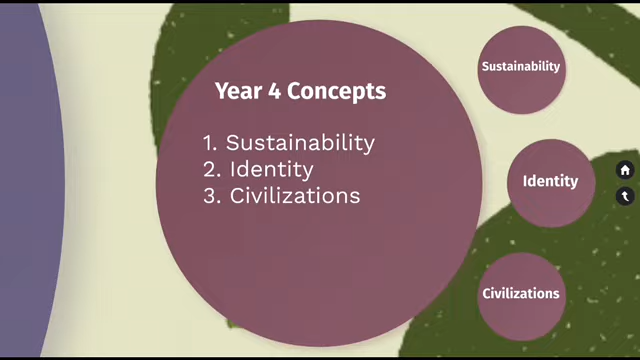 Year 4 Concepts
1. Sustainability
2. Identity
3. Civilizations
Sustainability
Identity
Civilizations